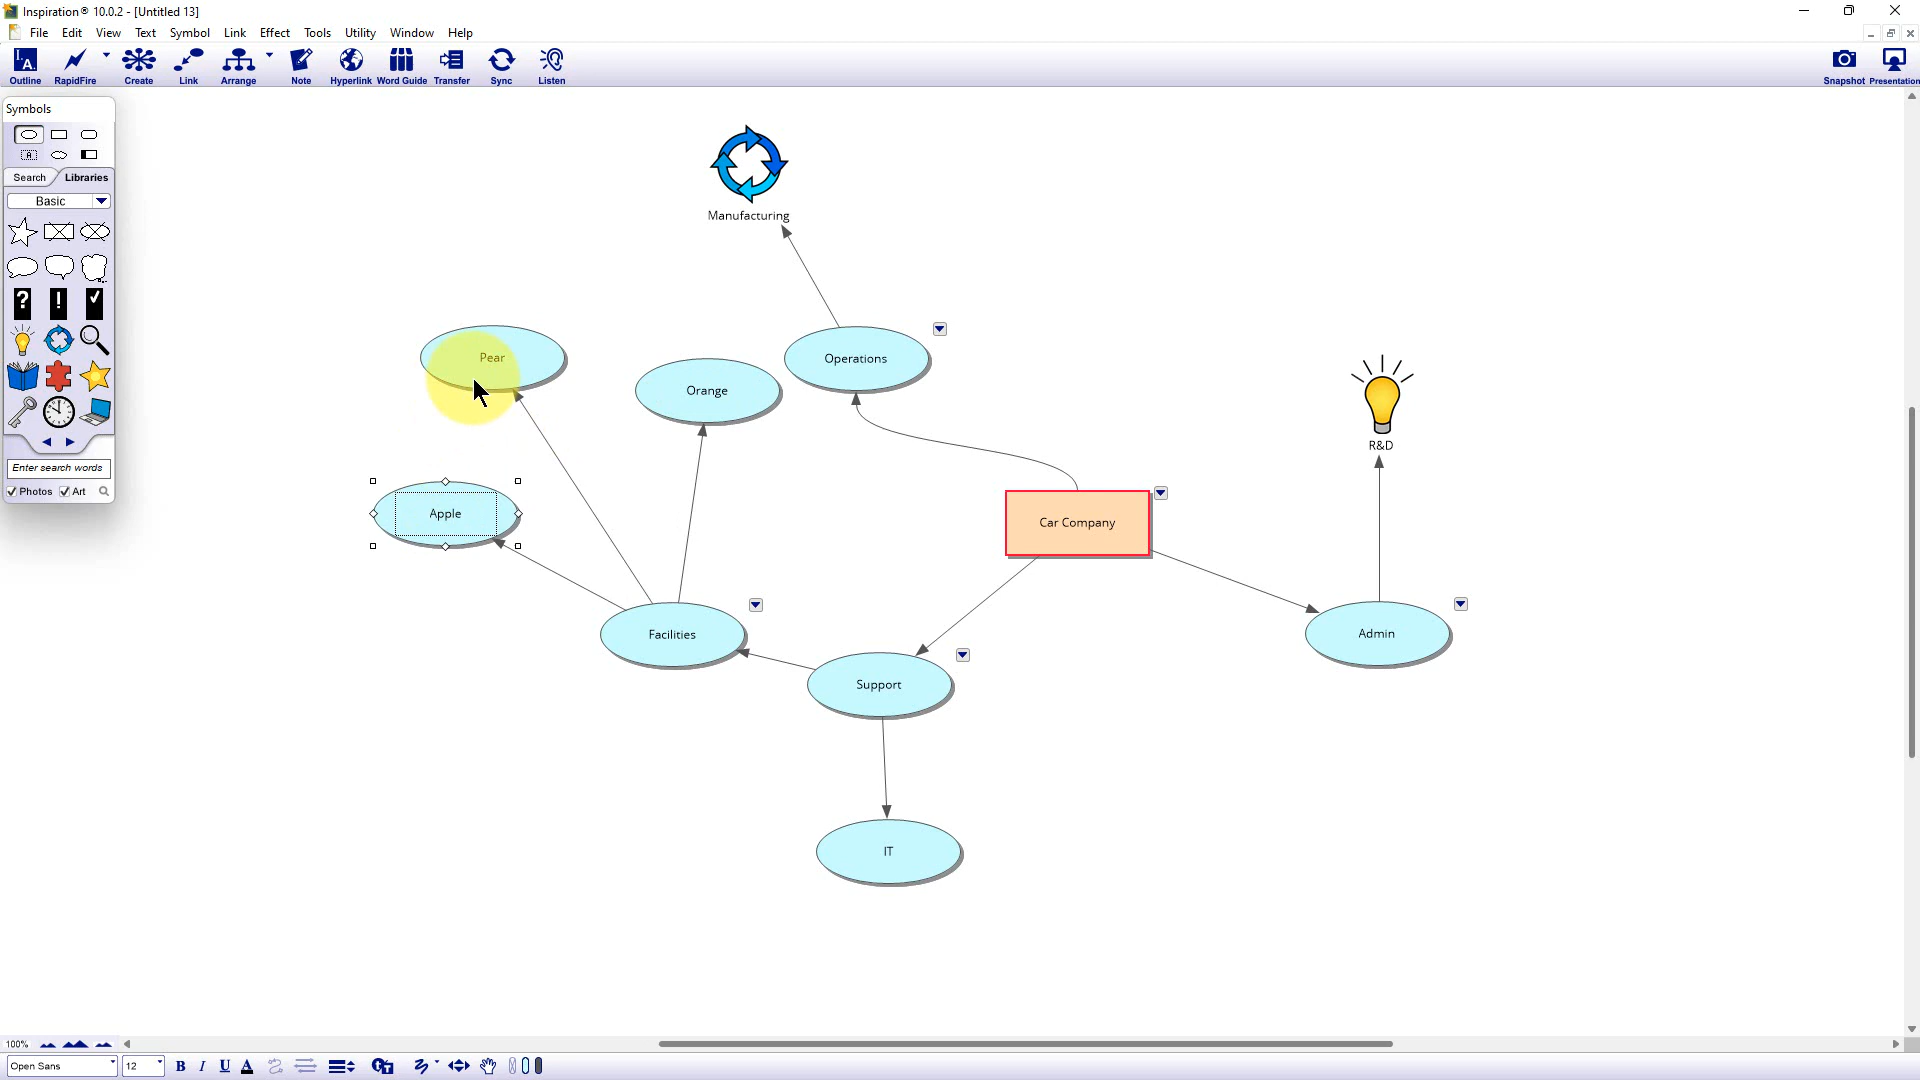 Inspiration® 10.0.2 - [Untitled 13]
File Edit View Text Symbol Link Effect Tools Utility Window Help
Outline RapidFire Create Link Arrange Note Hyperlink Word Guide Transfer Sync Listen Snapshot Presentation
Symbols
A
Search Libraries
Basic
? !
Enter search words
Photos Art
Manufacturing
Pear
Operations
Orange
R&D
Apple
Car Company
Facilities
Admin
Support
IT
100%
Open Sans 12 B I U A